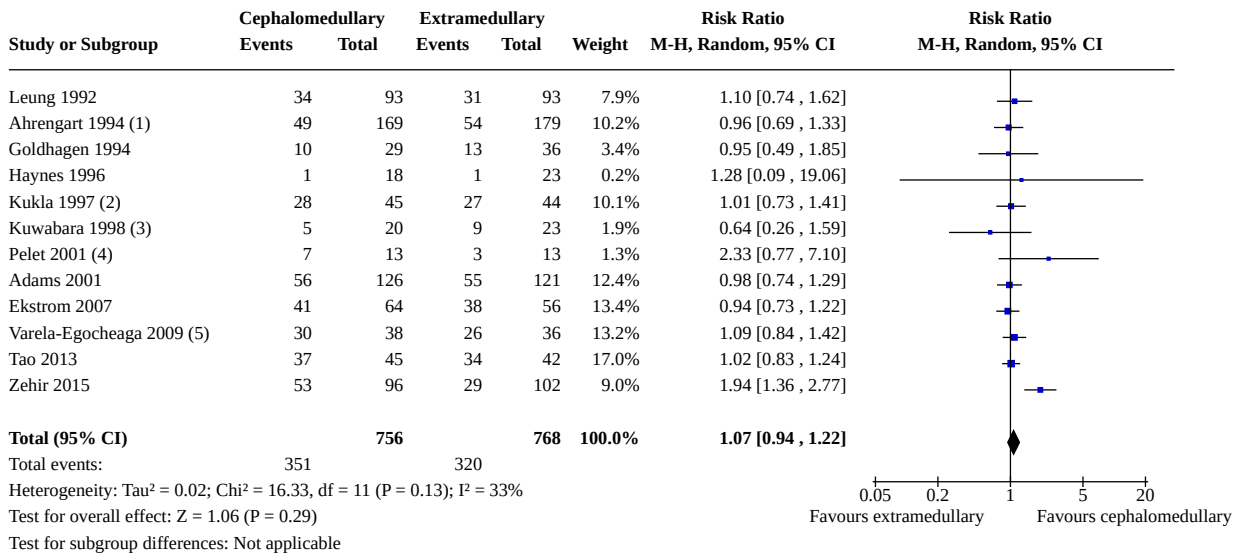 Cephalomedullary Extramedullary Risk Ratio Risk Ratio
Study or Subgroup Events Total Events Total Weight M-H, Random, 95% CI M-H, Random, 95% CI
Leung 1992 34 93 31 93 7.9% 1.10 [0.74 , 1.62]
Ahrengart 1994 (1) 49 169 54 179 10.2% 0.96 [0.69 , 1.33]
Goldhagen 1994 10 29 13 36 3.4% 0.95 [0.49 , 1.85]
Haynes 1996 1 18 1 23 0.2% 1.28 [0.09 , 19.06]
Kukla 1997 (2) 28 45 27 44 10.1% 1.01 [0.73 , 1.41]
Kuwabara 1998 (3) 5 20 9 23 1.9% 0.64 [0.26 , 1.59]
Pelet 2001 (4) 7 13 3 13 1.3% 2.33 [0.77 , 7.10]
Adams 2001 56 126 55 121 12.4% 0.98 [0.74 , 1.29]
Ekstrom 2007 41 64 38 56 13.4% 0.94 [0.73 , 1.22]
Varela-Egocheaga 2009 (5) 30 38 26 36 13.2% 1.09 [0.84 , 1.42]
Tao 2013 37 45 34 42 17.0% 1.02 [0.83 , 1.24]
Zehir 2015 53 96 29 102 9.0% 1.94 [1.36 , 2.77]
Total (95% CI) 756 768 100.0% 1.07 [0.94 , 1.22]
Total events: 351 320
Heterogeneity: Tau² = 0.02; Chi² = 16.33, df = 11 (P = 0.13); I² = 33%
0.05 0.2 1 5 20
Test for overall effect: Z = 1.06 (P = 0.29) Favours extramedullary Favours cephalomedullary
Test for subgroup differences: Not applicable